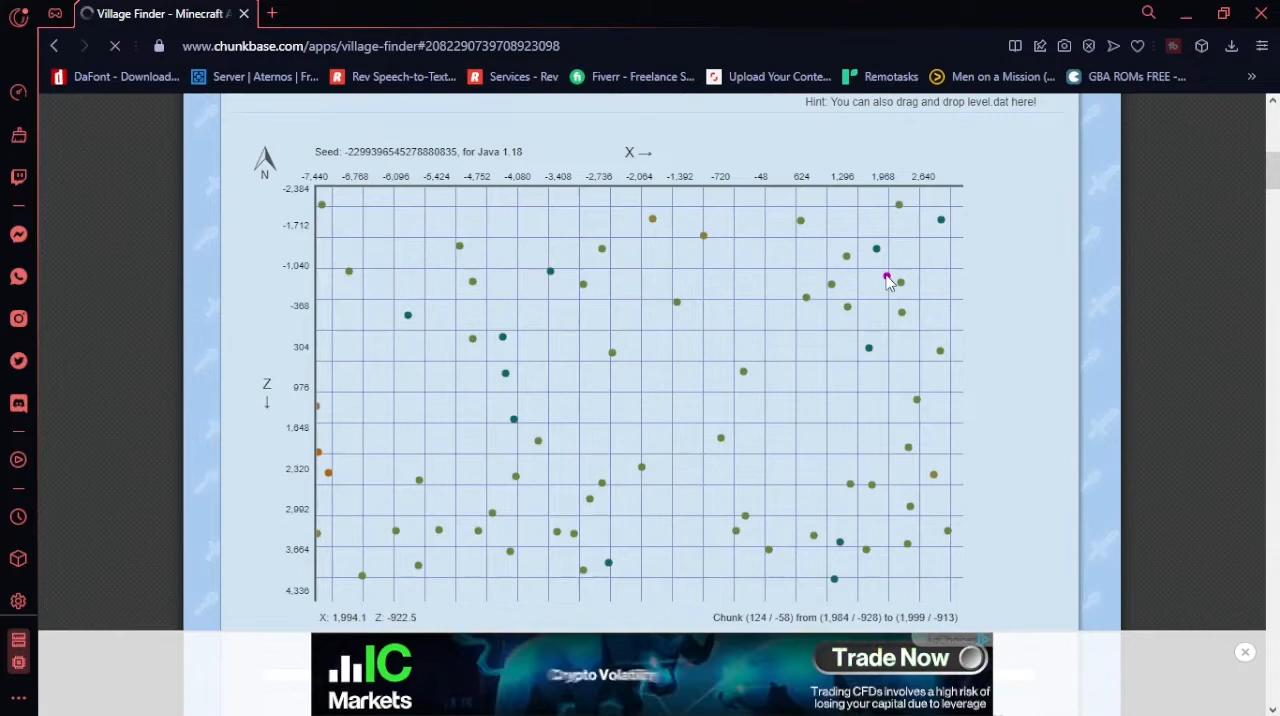 Village Finder - Minecraft A
www.chunkbase.com/apps/village-finder#2082290739708923098
DaFont - Download...
Server | Aternos | Fr...
Rev Speech-to-Text...
Services - Rev
Fiverr - Freelance S...
Upload Your Conte...
Remotasks
Men on a Mission (...
GBA ROMs FREE -...
Hint: You can also drag and drop level.dat here!
N
Seed: -2299396545278880835, for Java 1.18
X →
-7,440 -6,768 -6,096 -5,424 -4,752 -4,080 -3,408 -2,736 -2,064 -1,392 -720 -48 624 1,296 1,968 2,640
-2,384
-1,712
-1,040
-368
304
Z
↓
976
1,648
2,320
2,992
3,664
4,336
X: 1,994.1 Z: -922.5
Chunk (124 / -58) from (1,984 / -928) to (1,999 / -913)
IC
Markets
Crypto
Trade Now
Trading CFDs involves a high risk of
losing your capital due to leverage